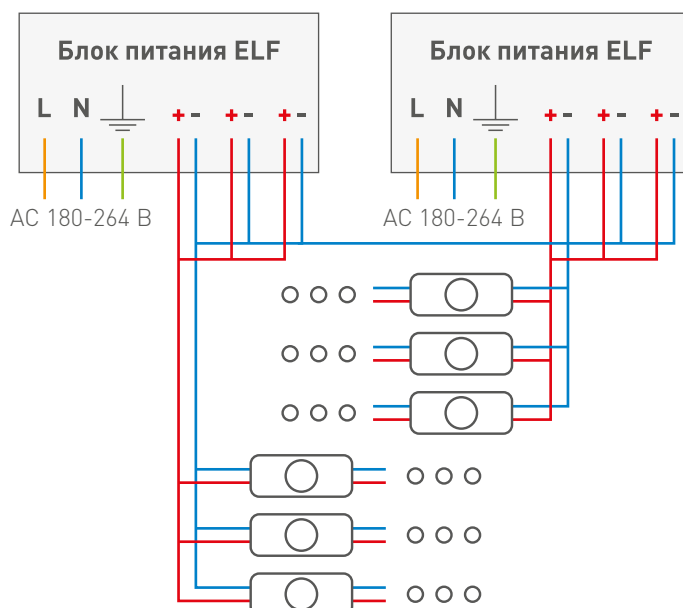 Блок питания ELF
L N + - + - + -
AC 180-264 В
Блок питания ELF
L N + - + - + -
AC 180-264 В